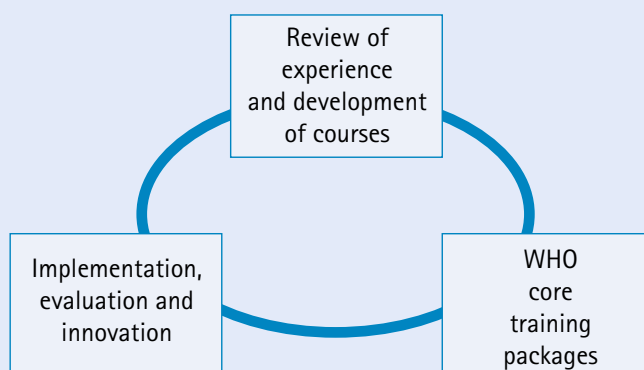 Review of
experience
and development
of courses
Implementation,
evaluation and
innovation
WHO
core
training
packages